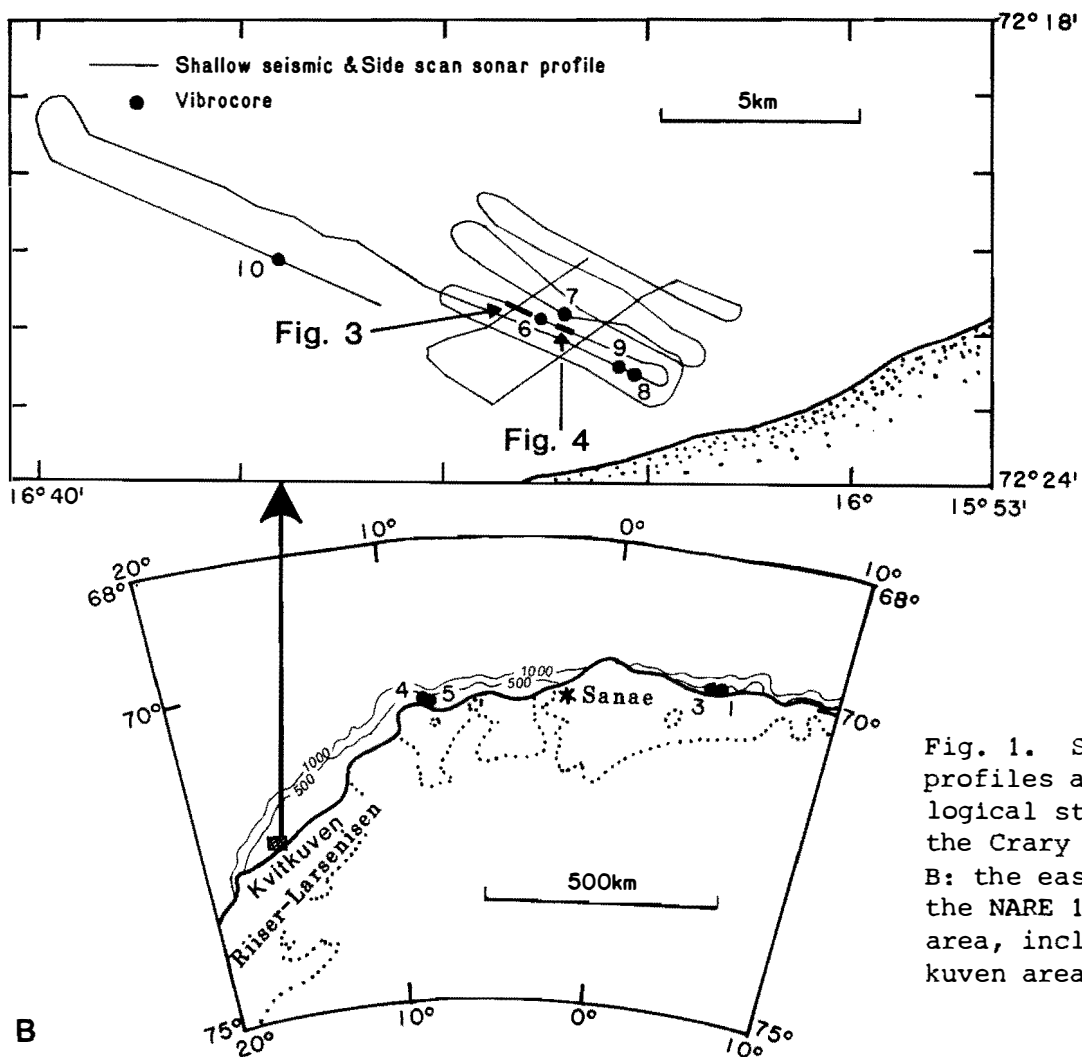 72° 18'
Shallow seismic & Side scan sonar profile
Vibrocore
5km
10
7
Fig. 3
6
9
8
Fig. 4
16° 40'
16°
15° 53'
72° 24'
10°
0°
20°
68°
10°
68°
1000
500
4
5
1000
500
Sanae
3
1
70°
70°
1000
500
Kvitkuven
Riiser-Larsenisen
500km
75°
20°
10°
0°
10°
75°
B
Fig. 1. S
profiles a
logical st
the Crary
B: the eas
the NARE 1
area, incl
kuven area